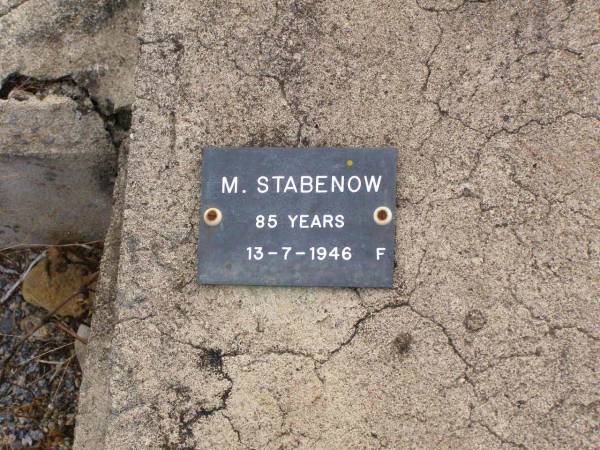 M. STABENOW
85 YEARS
13-7-1946 F